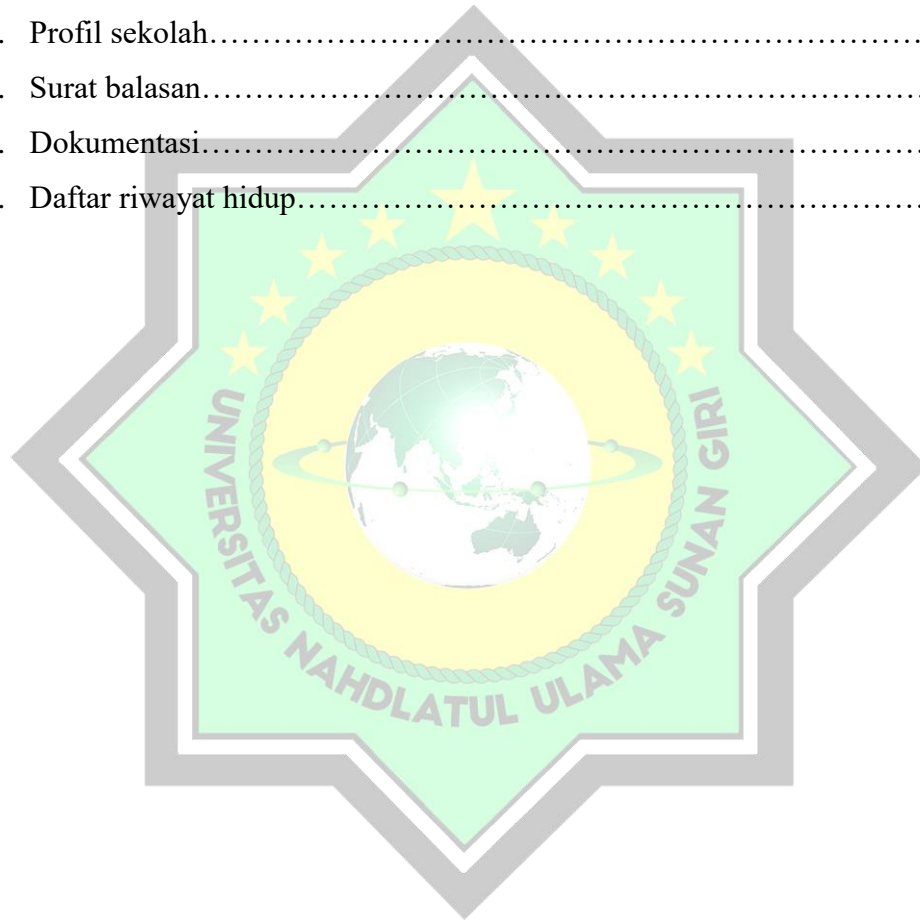 . Profil sekolah……………………………………………………………
. Surat balasan……………………………………………………………
. Dokumentasi……………………………………………………………
. Daftar riwayat hidup……………………………………………………
UNIVERSITAS NAHDLATUL ULAMA SUNAN GIRI